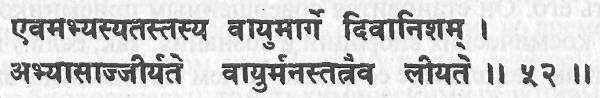 एवमभ्यस्यतस्तस्य वायुमार्गे दिवानिशम् ।
अभ्यासाज्जीर्यते वायुर्मनस्तत्रैव लीयते ।। ५२ ।।